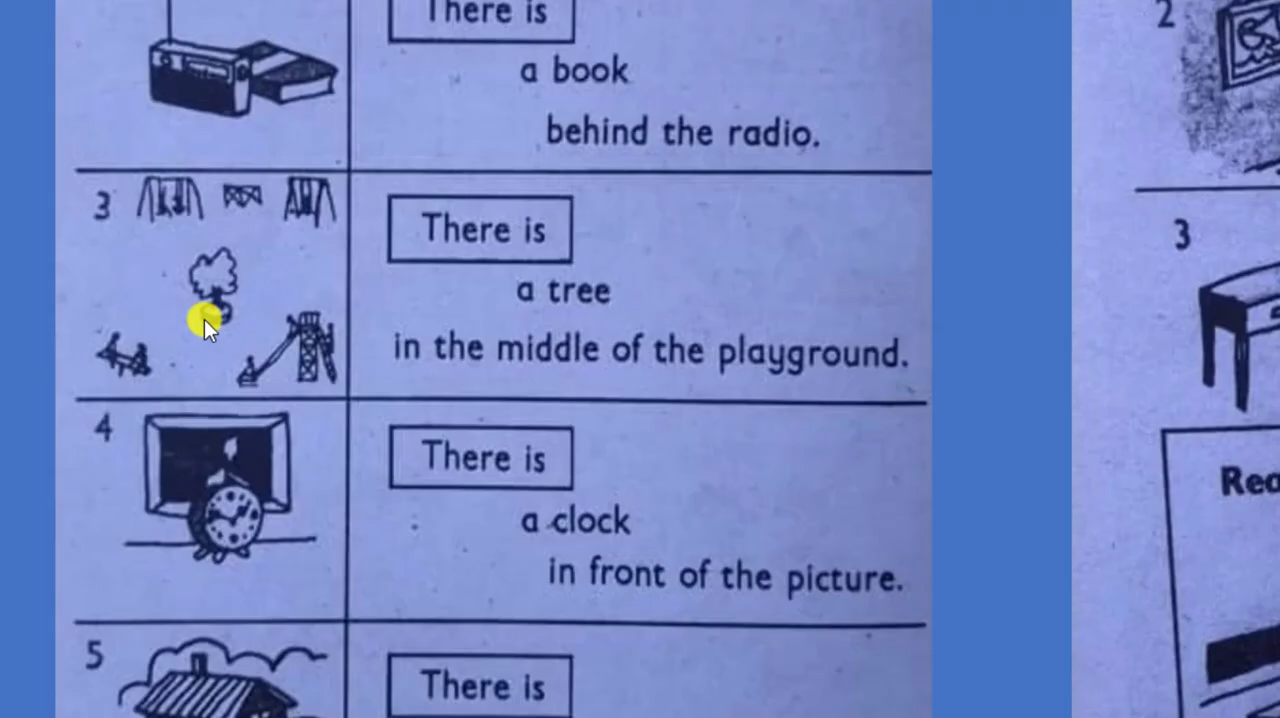 There is
a book
behind the radio.
3
There is
a tree
in the middle of the playground.
4
There is
a clock
in front of the picture.
5
There is
2
3